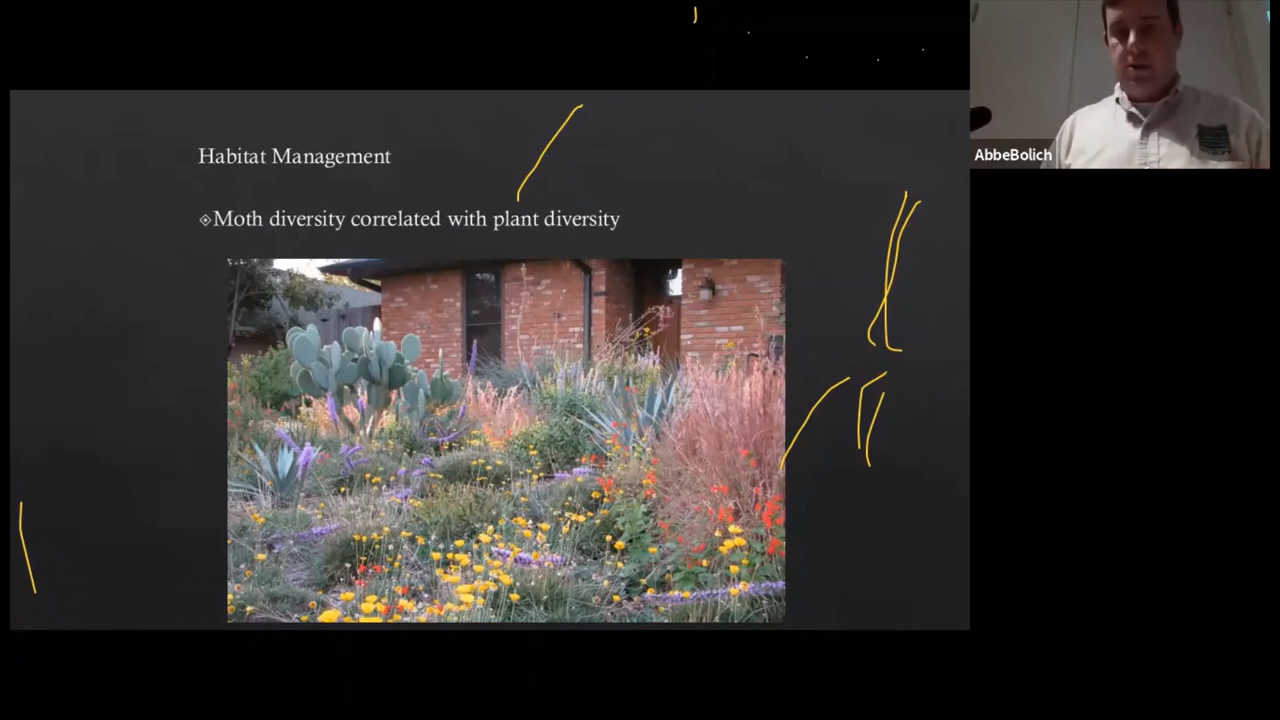 Habitat Management
Moth diversity correlated with plant diversity
AbbeBolich